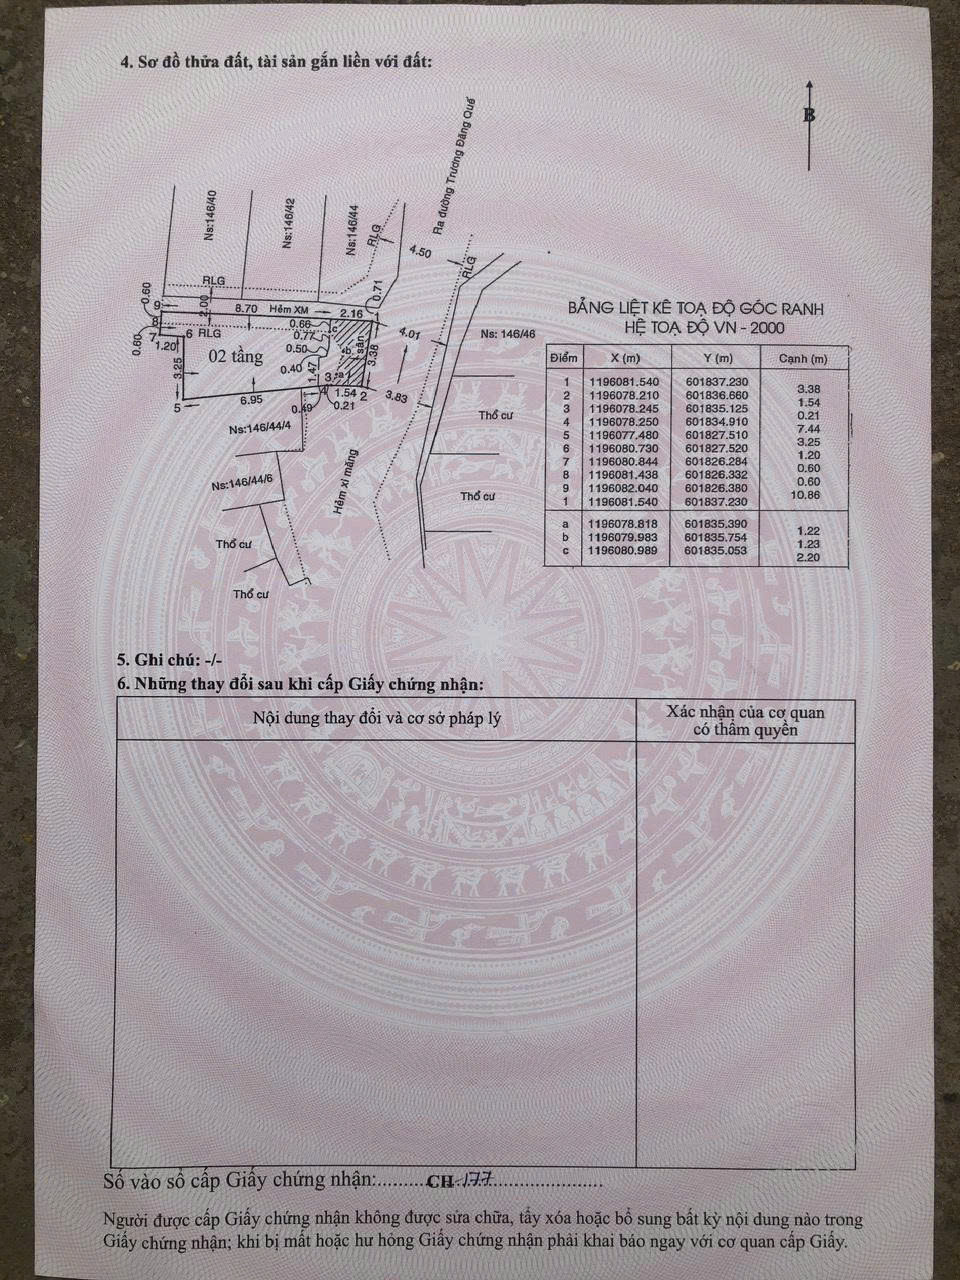 4. Sơ đồ thửa đất, tài sản gắn liền với đất:
B
Ra đường Trương Đăng Quế
Ns:146/40
Ns:146/42
Ns:146/44
RLG
4.50
RLG
RLG
0.60
2.00
8.70
Hẻm XM
2.16
0.71
9
8
7
6
RLG
0.66
c
0.77
0.60
1.20
02 tầng
0.50
b
sân
3.38
4.01
Ns: 146/46
3.25
0.40
1.47
3
a
4
1.54
2
3.83
5
6.95
0.49
0.21
Thổ cư
Ns:146/44/4
Ns:146/44/6
Hẻm xi măng
Thổ cư
Thổ cư
Thổ cư
BẢNG LIỆT KÊ TOẠ ĐỘ GÓC RANH
HỆ TOẠ ĐỘ VN - 2000
Điểm X (m) Y (m) Cạnh (m)
1 1196081.540 601837.230
3.38
2 1196078.210 601836.660
1.54
3 1196078.245 601835.125
0.21
4 1196078.250 601834.910
7.44
5 1196077.480 601827.510
3.25
6 1196080.730 601827.520
1.20
7 1196080.844 601826.284
0.60
8 1196081.438 601826.332
0.60
9 1196082.040 601826.380
10.86
1 1196081.540 601837.230
a 1196078.818 601835.390
1.22
b 1196079.983 601835.754
1.23
c 1196080.989 601835.053
2.20
5. Ghi chú: -/-
6. Những thay đổi sau khi cấp Giấy chứng nhận:
Nội dung thay đổi và cơ sở pháp lý
Xác nhận của cơ quan
có thẩm quyền
Số vào sổ cấp Giấy chứng nhận:.........CH 177......................
Người được cấp Giấy chứng nhận không được sửa chữa, tẩy xóa hoặc bổ sung bất kỳ nội dung nào trong
Giấy chứng nhận; khi bị mất hoặc hư hỏng Giấy chứng nhận phải khai báo ngay với cơ quan cấp Giấy.